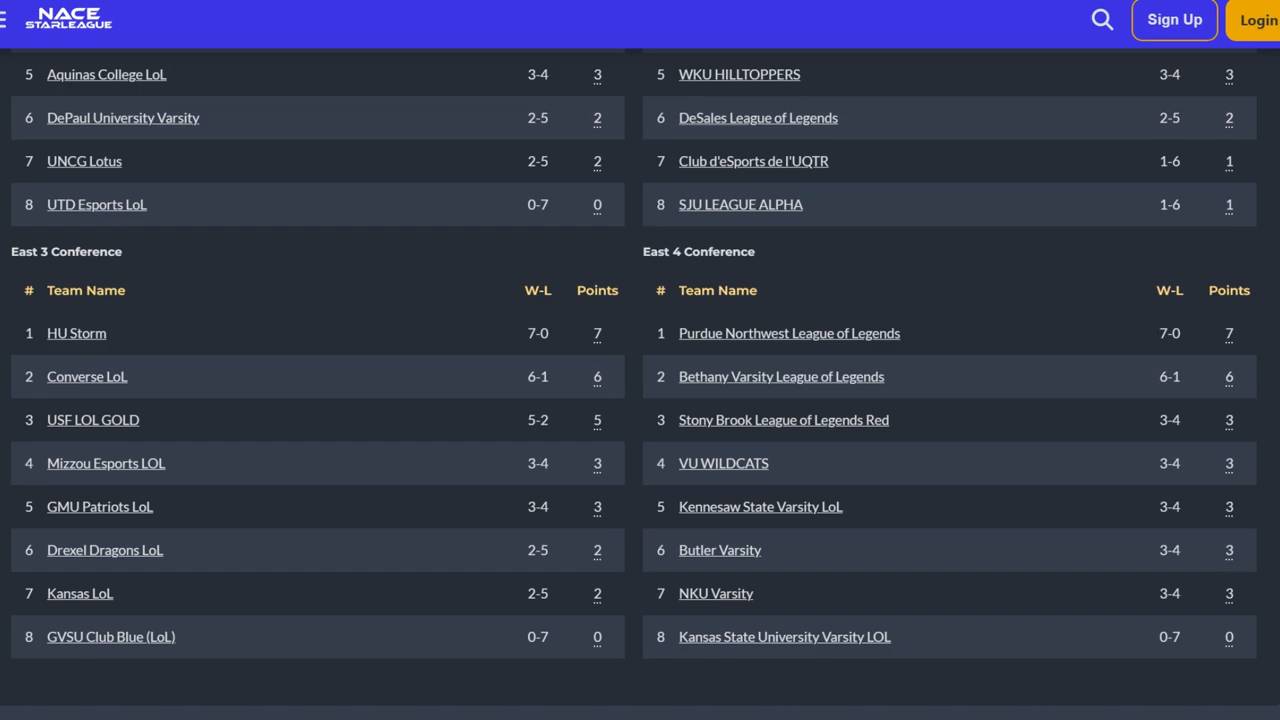 NACE
STARLEAGUE
Sign Up
Login
5 Aquinas College LoL 3-4 3
6 DePaul University Varsity 2-5 2
7 UNCG Lotus 2-5 2
8 UTD Esports LoL 0-7 0
5 WKU HILLTOPPERS 3-4 3
6 DeSales League of Legends 2-5 2
7 Club d'eSports de l'UQTR 1-6 1
8 SJU LEAGUE ALPHA 1-6 1
East 3 Conference
# Team Name W-L Points
1 HU Storm 7-0 7
2 Converse LoL 6-1 6
3 USF LOL GOLD 5-2 5
4 Mizzou Esports LOL 3-4 3
5 GMU Patriots LoL 3-4 3
6 Drexel Dragons LoL 2-5 2
7 Kansas LoL 2-5 2
8 GVSU Club Blue (LoL) 0-7 0
East 4 Conference
# Team Name W-L Points
1 Purdue Northwest League of Legends 7-0 7
2 Bethany Varsity League of Legends 6-1 6
3 Stony Brook League of Legends Red 3-4 3
4 VU WILDCATS 3-4 3
5 Kennesaw State Varsity LoL 3-4 3
6 Butler Varsity 3-4 3
7 NKU Varsity 3-4 3
8 Kansas State University Varsity LOL 0-7 0